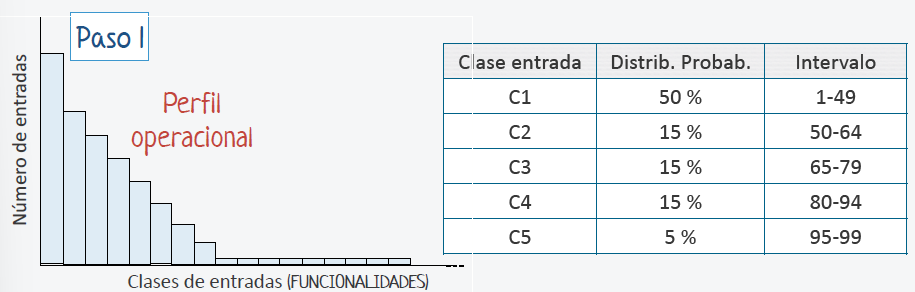 Paso 1
Perfil
operacional
Número de entradas
Clases de entradas (FUNCIONALIDADES)
Clase entrada Distrib. Probab. Intervalo
C1 50 % 1-49
C2 15 % 50-64
C3 15 % 65-79
C4 15 % 80-94
C5 5 % 95-99